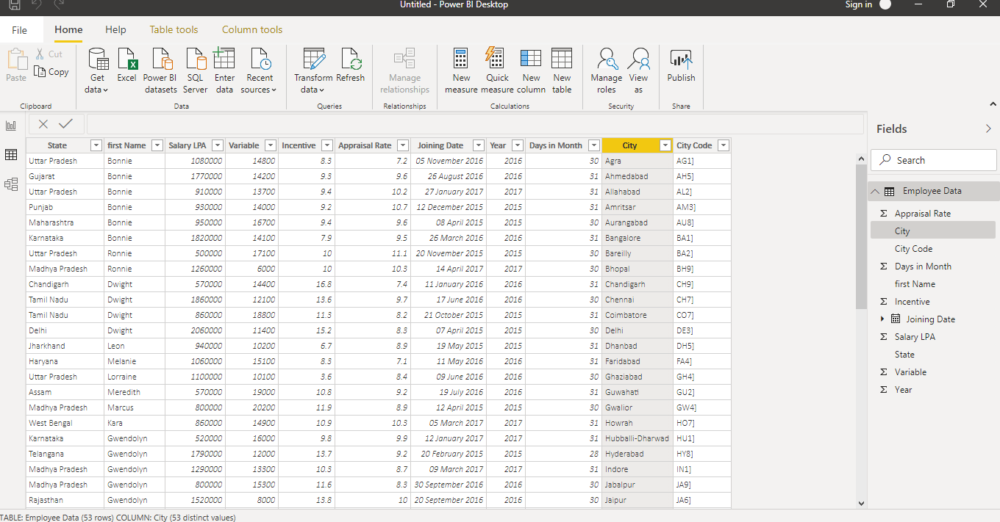 Untitled - Power BI Desktop
Sign in
File Home Help Table tools Column tools
Paste
Cut
Copy
Get data
Excel
Power BI datasets
SQL Server
Enter data
Recent sources
Transform data
Refresh
Manage relationships
New measure
Quick measure
New column
New table
Manage roles
View as
Publish
Clipboard Data Queries Relationships Calculations Security Share
State first Name Salary LPA Variable Incentive Appraisal Rate Joining Date Year Days in Month City City Code
Uttar Pradesh Bonnie 1080000 14800 8.3 7.2 05 November 2016 2016 30 Agra AG1]
Gujarat Bonnie 1770000 14200 9.3 9.6 26 August 2016 2016 31 Ahmedabad AH5]
Uttar Pradesh Bonnie 910000 13700 9.4 10.2 27 January 2017 2017 31 Allahabad AL2]
Punjab Bonnie 930000 14000 9.2 10.7 12 December 2015 2015 31 Amritsar AM3]
Maharashtra Bonnie 950000 16700 9.4 9.6 08 April 2015 2015 30 Aurangabad AU8]
Karnataka Bonnie 1820000 14100 7.9 9.5 26 March 2016 2016 31 Bangalore BA1]
Uttar Pradesh Ronnie 500000 17100 10 11.1 20 November 2015 2015 30 Bareilly BA2]
Madhya Pradesh Ronnie 1260000 6000 10 10.3 14 April 2017 2017 30 Bhopal BH9]
Chandigarh Dwight 570000 14400 16.8 7.4 11 January 2016 2016 31 Chandigarh CH9]
Tamil Nadu Dwight 1860000 12100 13.6 9.7 17 June 2016 2016 30 Chennai CH7]
Tamil Nadu Dwight 860000 18800 11.3 8.2 21 October 2015 2015 31 Coimbatore CO7]
Delhi Dwight 2060000 11400 15.2 8.3 07 April 2015 2015 30 Delhi DE3]
Jharkhand Leon 940000 10200 6.7 8.9 19 May 2015 2015 31 Dhanbad DH5]
Haryana Melanie 1060000 15100 8.3 7.1 11 May 2016 2016 31 Faridabad FA4]
Uttar Pradesh Lorraine 1100000 10100 3.6 8.4 09 June 2016 2016 30 Ghaziabad GH4]
Assam Meredith 570000 19000 10.8 9.2 19 July 2016 2016 31 Guwahati GU2]
Madhya Pradesh Marcus 800000 20200 11.9 8.9 12 April 2015 2015 30 Gwalior GW4]
West Bengal Kara 860000 14900 10.9 10.3 05 March 2017 2017 31 Howrah HO7]
Karnataka Gwendolyn 520000 16000 9.8 9.9 12 January 2017 2017 31 Hubballi-Dharwad HU1]
Telangana Gwendolyn 1790000 12000 13.7 9.2 20 February 2015 2015 28 Hyderabad HY8]
Madhya Pradesh Gwendolyn 1290000 13300 10.3 8.7 09 March 2017 2017 31 Indore IN1]
Madhya Pradesh Gwendolyn 800000 15300 11.6 8.3 30 September 2016 2016 30 Jabalpur JA9]
Rajasthan Gwendolyn 1520000 8000 13.8 10 20 September 2016 2016 30 Jaipur JA6]
Fields
Search
Employee Data
Σ Appraisal Rate
City
City Code
Σ Days in Month
first Name
Σ Incentive
Joining Date
Σ Salary LPA
State
Σ Variable
Σ Year
TABLE: Employee Data (53 rows) COLUMN: City (53 distinct values)